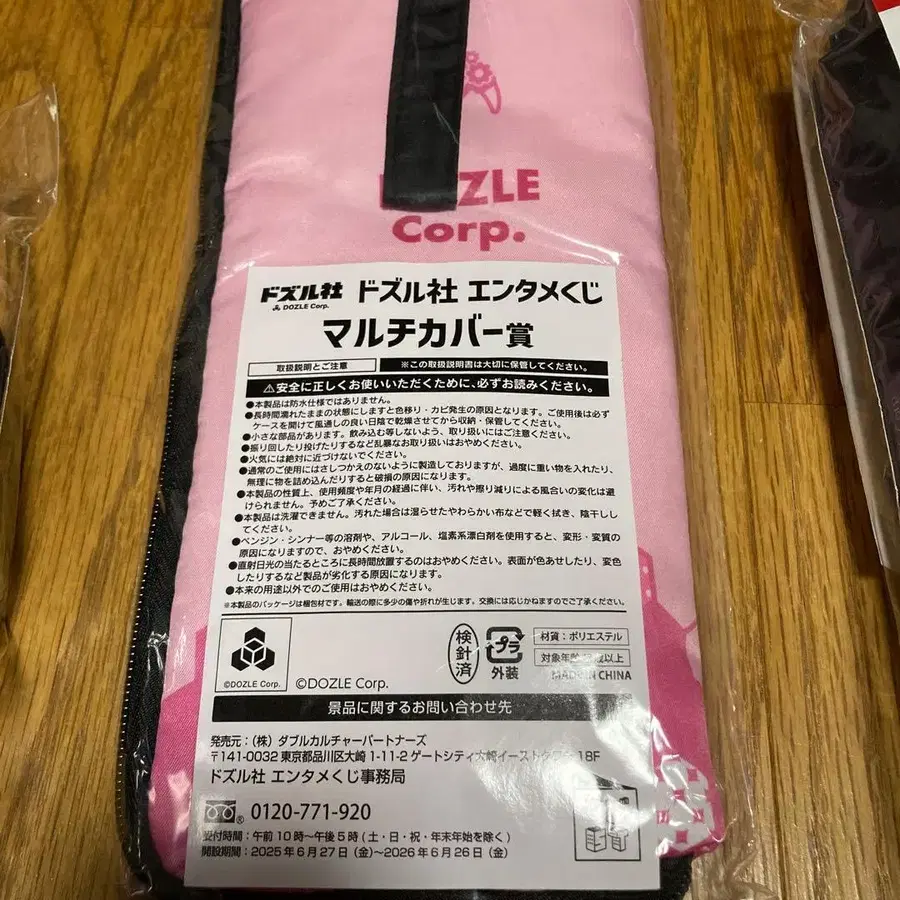 ZLE
Corp.
ドズル社
DOZLE Corp.
ドズル社 エンタメくじ
マルチカバー賞
取扱説明とご注意
※この取扱説明書は大切に保管してください。
⚠安全に正しくお使いいただくために、必ずお読みください。
●本製品は防水仕様ではありません。
●長時間濡れたままの状態にしますと色移り・カビ発生の原因となります。ご使用後は必ず
ケースを開けて風通しの良い日陰で乾燥させてから収納・保管してください。
●小さな部品があります。飲み込む等しないよう、取り扱いにはご注意ください。
●振り回したり投げたりするなど乱暴なお取り扱いはおやめください。
●火気には絶対に近づけないでください。
●通常のご使用にはさしつかえのないように製造しておりますが、過度に重い物を入れたり、
無理に物を詰め込んだりすると破損の原因になります。
●本製品の性質上、使用頻度や年月の経過に伴い、汚れや擦り減りによる風合いの変化は避
けられません。予めご了承ください。
●本製品は洗濯できません。汚れた場合は湿らせたやわらかい布などで軽く拭き、陰干しし
てください。
●ベンジン・シンナー等の溶剤や、アルコール、塩素系漂白剤を使用すると、変形・変質の
原因になりますので、おやめください。
●直射日光の当たるところに長時間放置するのはおやめください。表面が色あせしたり、変色
したりするなど製品が劣化する原因になります。
●本来の用途以外でのご使用はおやめください。
※本製品のパッケージは梱包材です。輸送の際に多少の傷や折れが生じます。交換には応じかねますのでご了承ください。
©DOZLE Corp.
©DOZLE Corp.
検針済
プラ
外装
材質：ポリエステル
対象年齢 歳以上
MADE IN CHINA
景品に関するお問い合わせ先
発売元：（株）ダブルカルチャーパートナーズ
〒141-0032 東京都品川区大崎 1-11-2 ゲートシティ大崎イーストタワー 18F
ドズル社 エンタメくじ事務局
® 0120-771-920
受付時間：午前10時〜午後5時（土・日・祝・年末年始を除く）
開設期間：2025年6月27日（金）〜2026年6月26日（金）